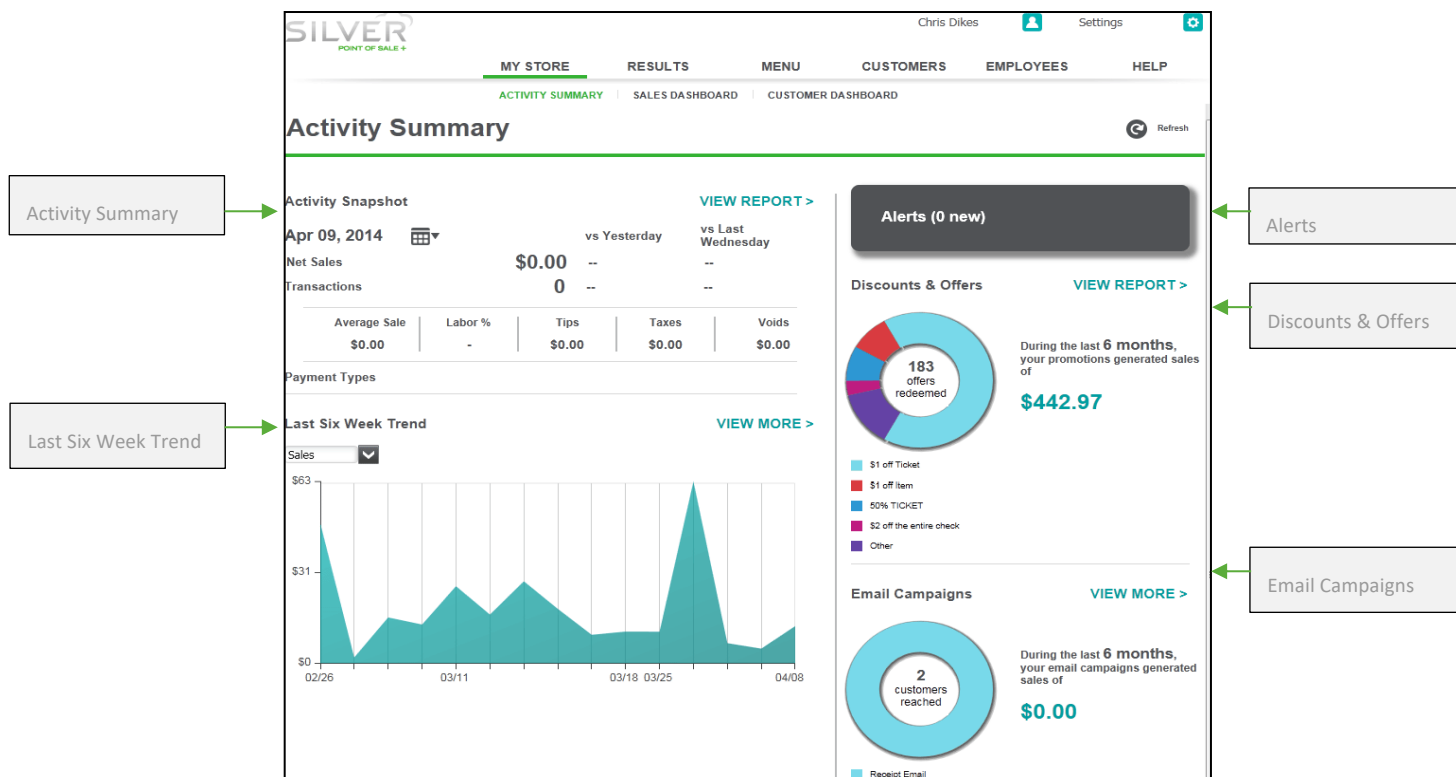 SILVER
POINT OF SALE +
Chris Dikes
Settings
MY STORE
RESULTS
MENU
CUSTOMERS
EMPLOYEES
HELP
ACTIVITY SUMMARY
SALES DASHBOARD
CUSTOMER DASHBOARD
Activity Summary
Refresh
Activity Summary
Last Six Week Trend
Activity Snapshot
VIEW REPORT >
Apr 09, 2014
vs Yesterday
vs Last
Wednesday
Net Sales $0.00 -- --
Transactions 0 -- --
Average Sale Labor % Tips Taxes Voids
$0.00 - $0.00 $0.00 $0.00
Payment Types
Last Six Week Trend
VIEW MORE >
Sales
$63
$31
$0
02/26 03/11 03/18 03/25 04/08
Alerts (0 new)
Discounts & Offers
VIEW REPORT >
183
offers
redeemed
During the last 6 months,
your promotions generated sales
of
$442.97
$1 off Ticket
$1 off Item
50% TICKET
$2 off the entire check
Other
Email Campaigns
VIEW MORE >
2
customers
reached
During the last 6 months,
your email campaigns generated
sales of
$0.00
Receipt Email
Alerts
Discounts & Offers
Email Campaigns